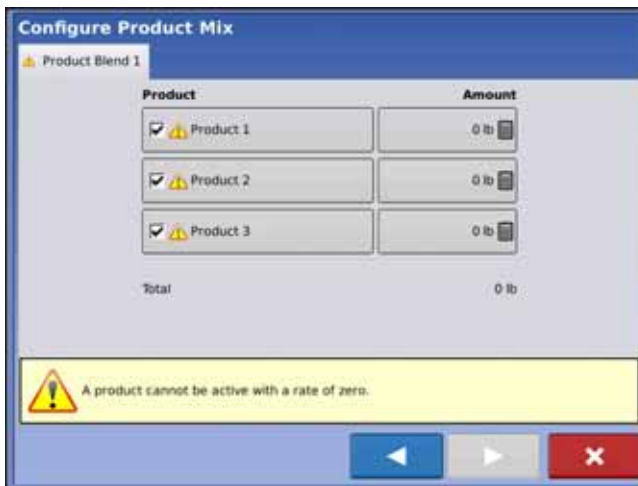 Configure Product Mix
Product Blend 1
Product Amount
Product 1 0 lb
Product 2 0 lb
Product 3 0 lb
Total 0 lb
A product cannot be active with a rate of zero.